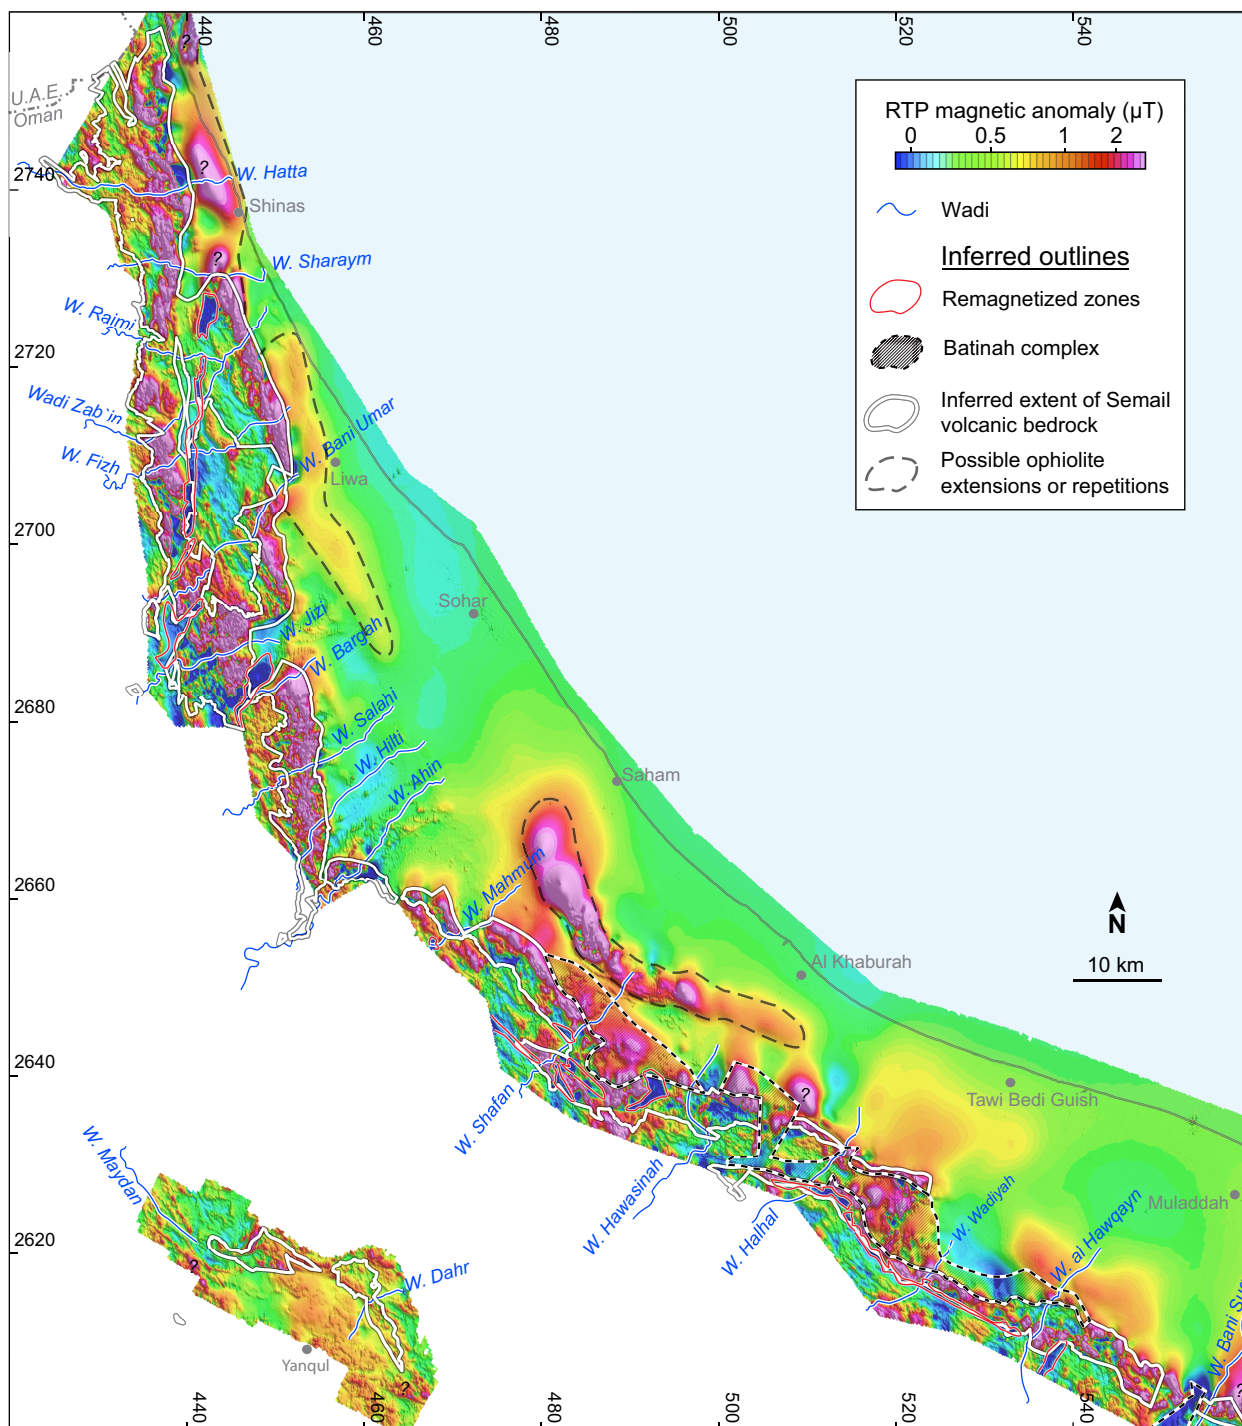 440
460
480
500
520
540
U.A.E.
Oman
RTP magnetic anomaly (µT)
0 0.5 1 2
Wadi
Inferred outlines
Remagnetized zones
Batinah complex
Inferred extent of Semail
volcanic bedrock
Possible ophiolite
extensions or repetitions
?
?
W. Hatta
2740
Shinas
?
W. Sharaym
W. Rajmi
2720
Wadi Zab`in
W. Bani Umar
W. Fizh
Liwa
2700
Sohar
W. Jizi
W. Bargah
2680
W. Salahi
W. Hilti
W. Ahin
Saham
2660
W. Mahmum
N
10 km
Al Khaburah
2640
?
Tawi Bedi Guish
W. Shafan
W. Maydan
W. Hawasinah
W. Halhal
W. Wadiyah
W. al Hawqayn
Muladdah
2620
?
W. Dahr
Yanqul
?
W. Bani Su
?
440
460
480
500
520
540